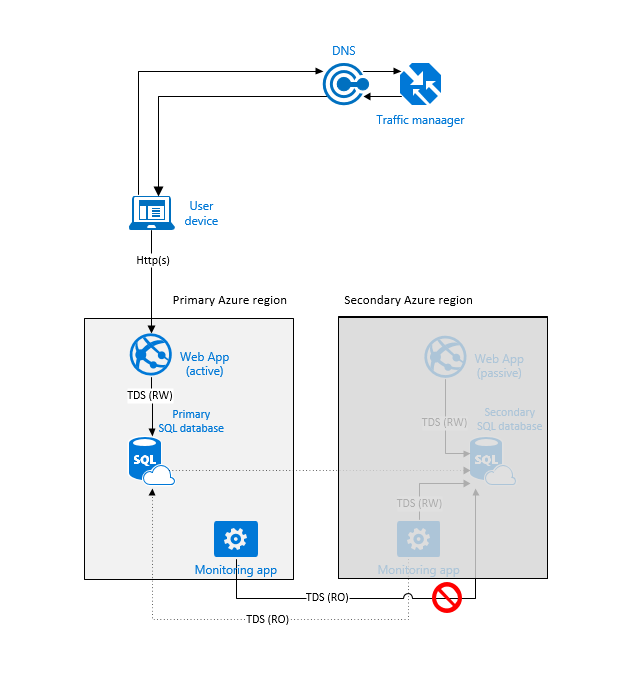 DNS
Traffic manaager
User
device
Http(s)
Primary Azure region
Secondary Azure region
Web App
(active)
Web App
(passive)
TDS (RW)
Primary
SQL database
SQL
TDS (RW)
Secondary
SQL database
SQL
TDS (RW)
Monitoring app
Monitoring app
TDS (RO)
TDS (RO)